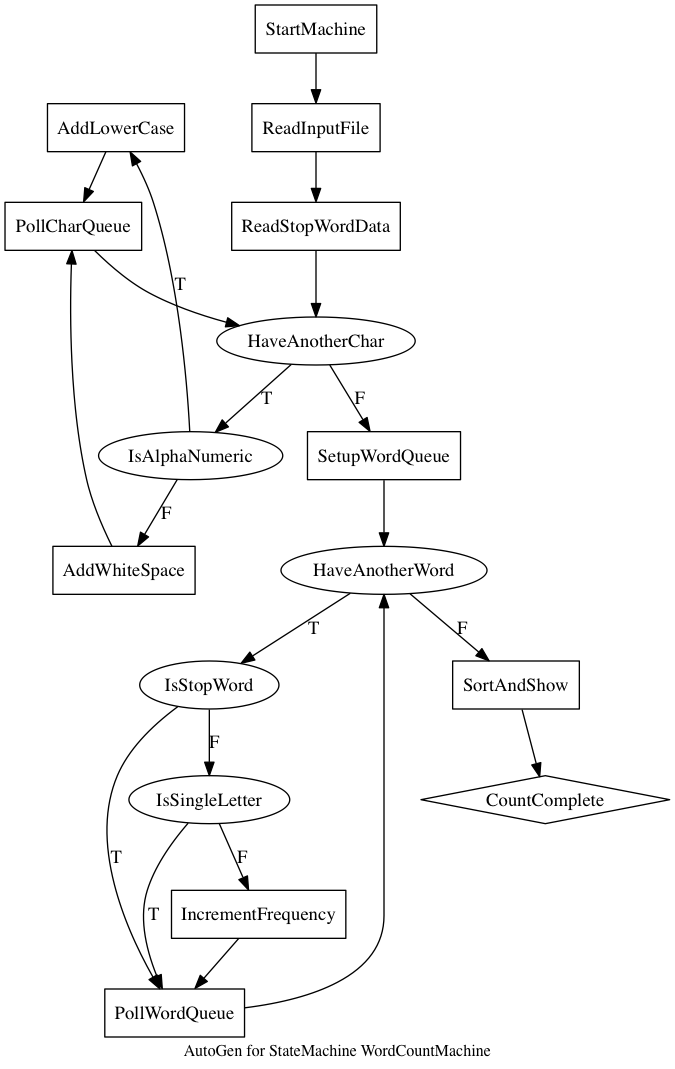 StartMachine
AddLowerCase
ReadInputFile
PollCharQueue
ReadStopWordData
T
HaveAnotherChar
T
F
IsAlphaNumeric
SetupWordQueue
F
AddWhiteSpace
HaveAnotherWord
T
F
IsStopWord
SortAndShow
F
IsSingleLetter
CountComplete
T
F
T
IncrementFrequency
PollWordQueue
AutoGen for StateMachine WordCountMachine